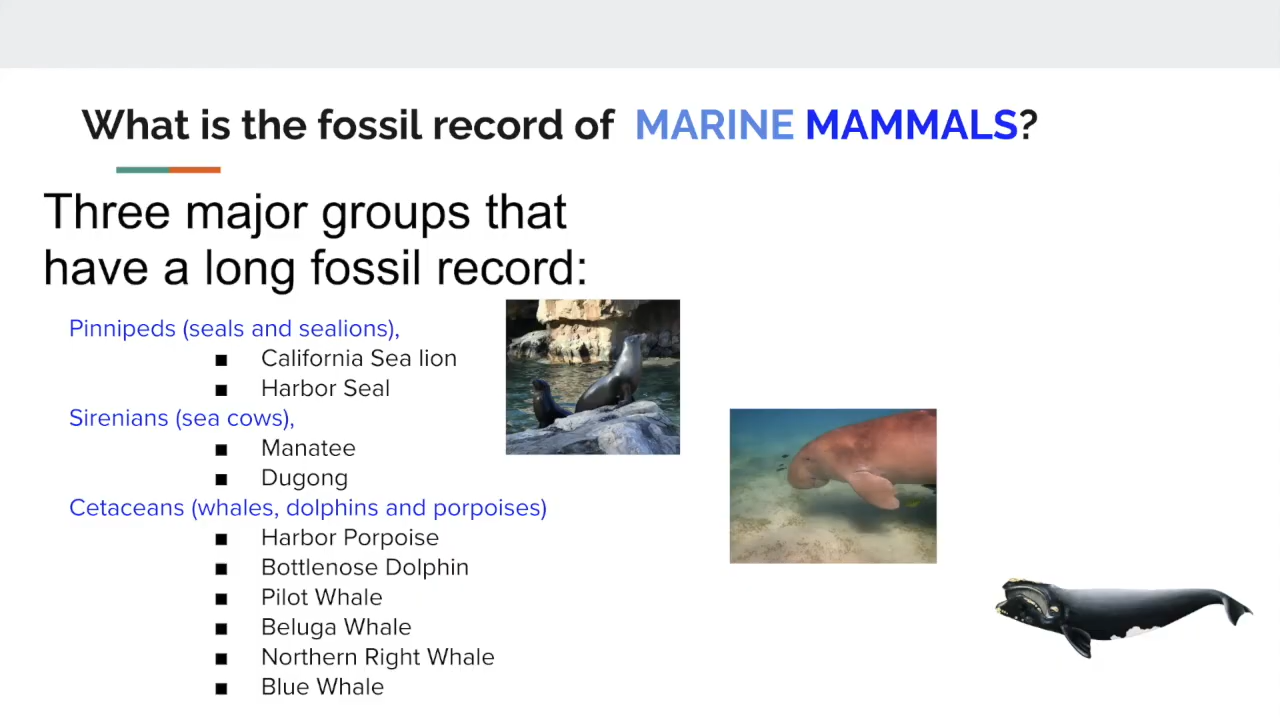 What is the fossil record of MARINE MAMMALS?
Three major groups that
have a long fossil record:
Pinnipeds (seals and sealions),
■ California Sea lion
■ Harbor Seal
Sirenians (sea cows),
■ Manatee
■ Dugong
Cetaceans (whales, dolphins and porpoises)
■ Harbor Porpoise
■ Bottlenose Dolphin
■ Pilot Whale
■ Beluga Whale
■ Northern Right Whale
■ Blue Whale